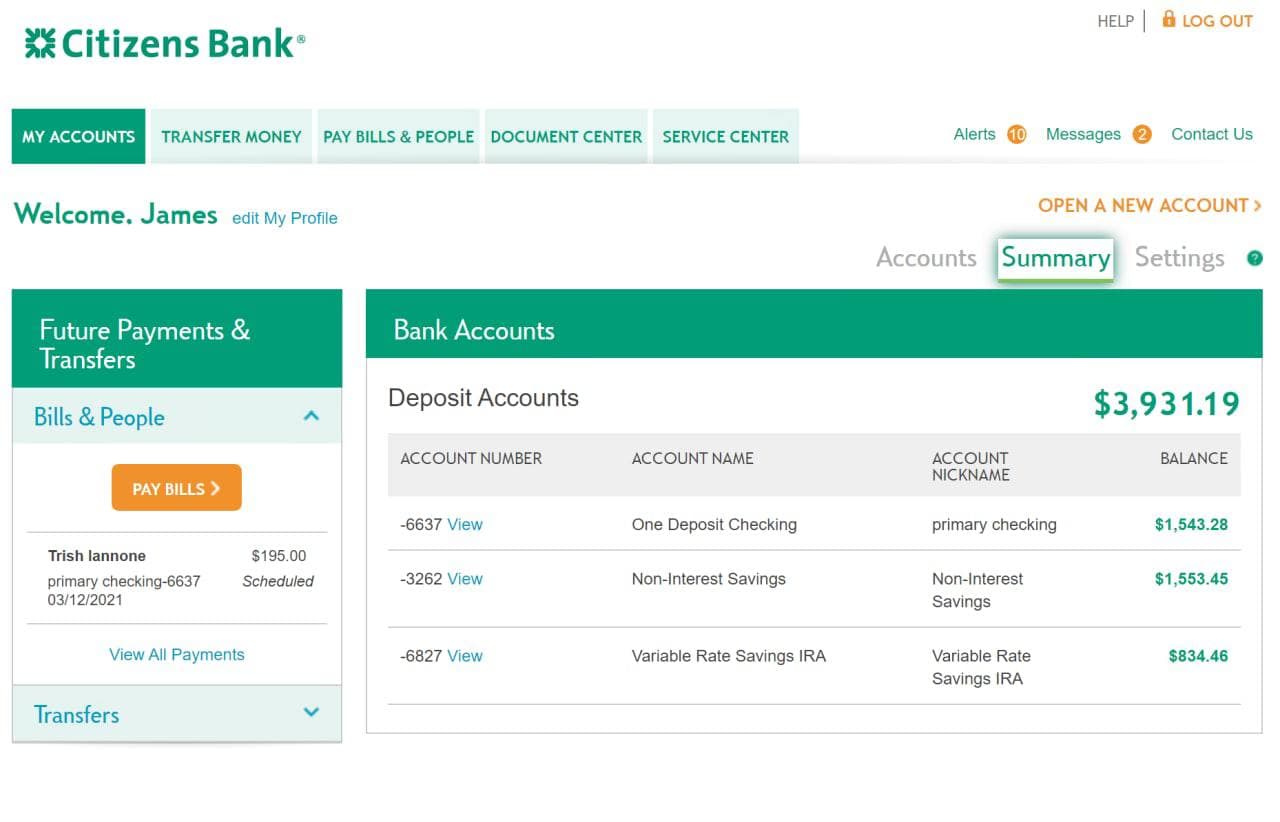 Citizens Bank®
HELP
LOG OUT
MY ACCOUNTS
TRANSFER MONEY
PAY BILLS & PEOPLE
DOCUMENT CENTER
SERVICE CENTER
Alerts 10
Messages 2
Contact Us
Welcome. James
edit My Profile
OPEN A NEW ACCOUNT >
Accounts
Summary
Settings
?
Future Payments &
Transfers
Bills & People
PAY BILLS >
Trish Iannone $195.00
primary checking-6637 Scheduled
03/12/2021
View All Payments
Transfers
Bank Accounts
Deposit Accounts $3,931.19
ACCOUNT NUMBER ACCOUNT NAME ACCOUNT BALANCE
NICKNAME
-6637 View One Deposit Checking primary checking $1,543.28
-3262 View Non-Interest Savings Non-Interest $1,553.45
Savings
-6827 View Variable Rate Savings IRA Variable Rate $834.46
Savings IRA